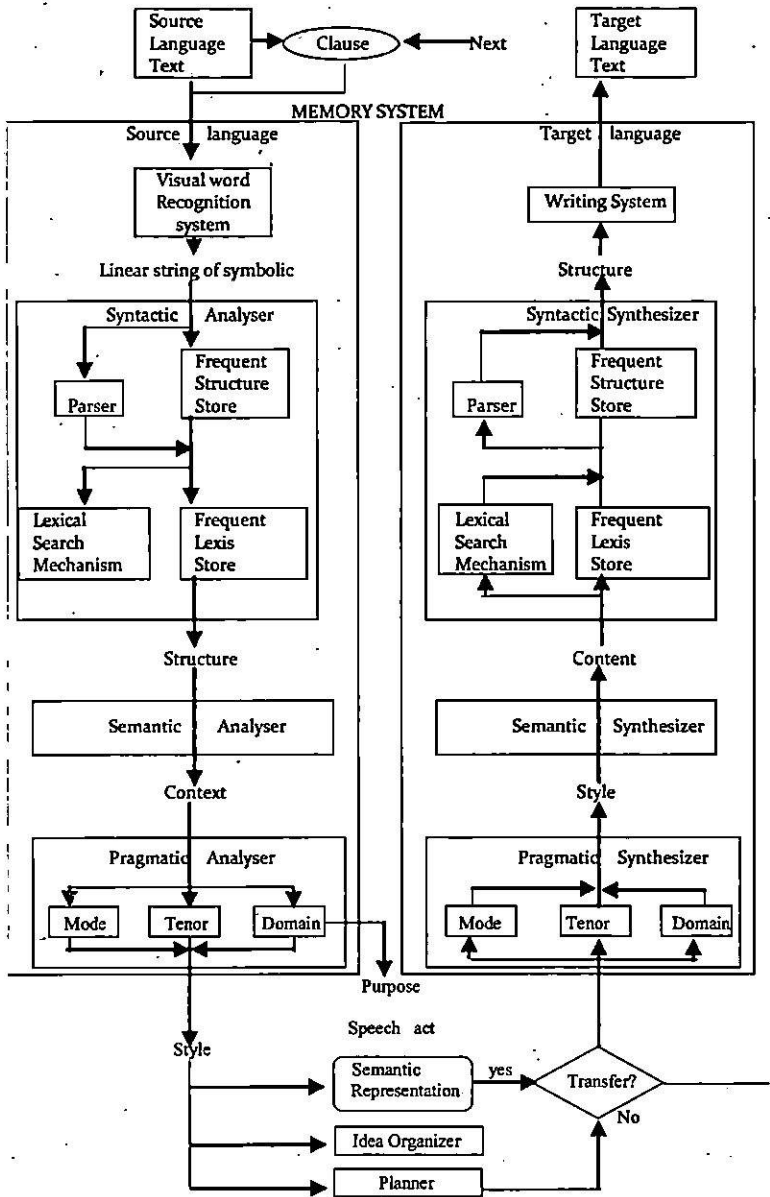 Source
Language
Text
Clause
Next
Target
Language
Text
MEMORY SYSTEM
Source language
Target language
Visual word
Recognition
system
Writing System
Linear string of symbolic
Structure
Syntactic Analyser
Syntactic Synthesizer
Parser
Frequent
Structure
Store
Parser
Frequent
Structure
Store
Lexical
Search
Mechanism
Frequent
Lexis
Store
Lexical
Search
Mechanism
Frequent
Lexis
Store
Structure
Content
Semantic Analyser
Semantic Synthesizer
Context
Style
Pragmatic Analyser
Pragmatic Synthesizer
Mode
Tenor
Domain
Mode
Tenor
Domain
Purpose
Speech act
Style
Semantic
Representation
yes
Transfer?
No
Idea Organizer
Planner